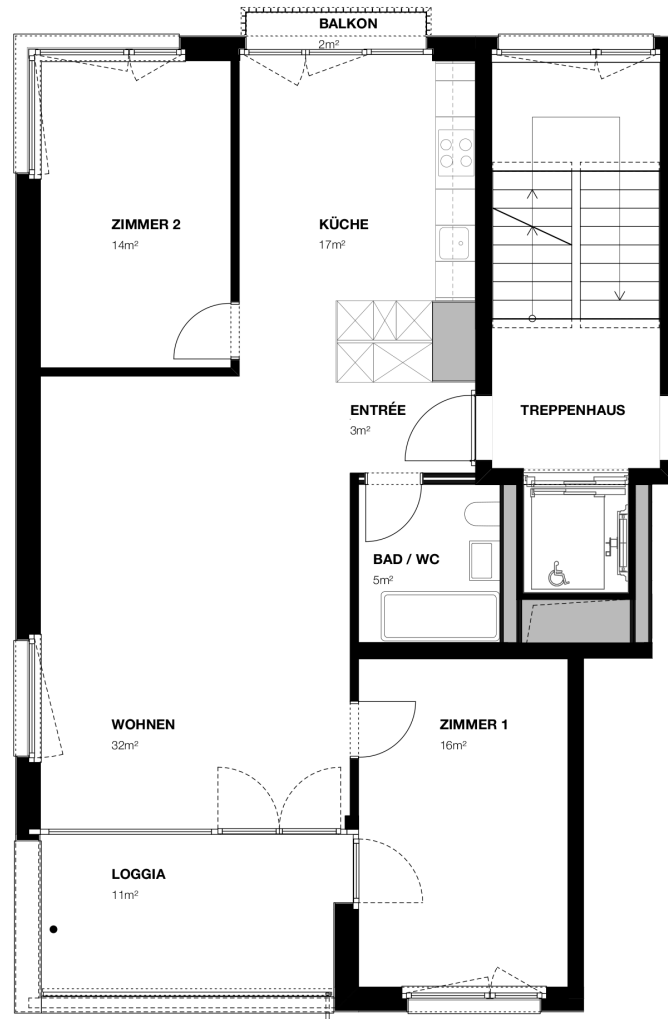 BALKON
2m²
ZIMMER 2
14m²
KÜCHE
17m²
ENTRÉE
3m²
TREPPENHAUS
BAD / WC
5m²
WOHNEN
32m²
ZIMMER 1
16m²
LOGGIA
11m²